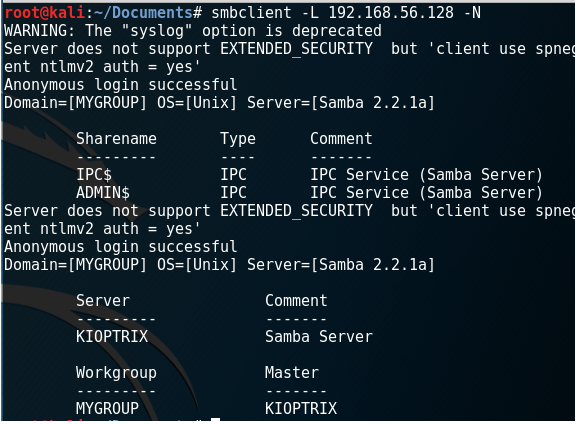 root@kali:~/Documents# smbclient -L 192.168.56.128 -N
WARNING: The "syslog" option is deprecated
Server does not support EXTENDED_SECURITY  but 'client use spneg
ent ntlmv2 auth = yes'
Anonymous login successful
Domain=[MYGROUP] OS=[Unix] Server=[Samba 2.2.1a]
Sharename       Type      Comment
---------       ----      -------
IPC$            IPC       IPC Service (Samba Server)
ADMIN$          IPC       IPC Service (Samba Server)
Server does not support EXTENDED_SECURITY  but 'client use spneg
ent ntlmv2 auth = yes'
Anonymous login successful
Domain=[MYGROUP] OS=[Unix] Server=[Samba 2.2.1a]
Server               Comment
---------            -------
KIOPTRIX             Samba Server
Workgroup            Master
---------            -------
MYGROUP              KIOPTRIX